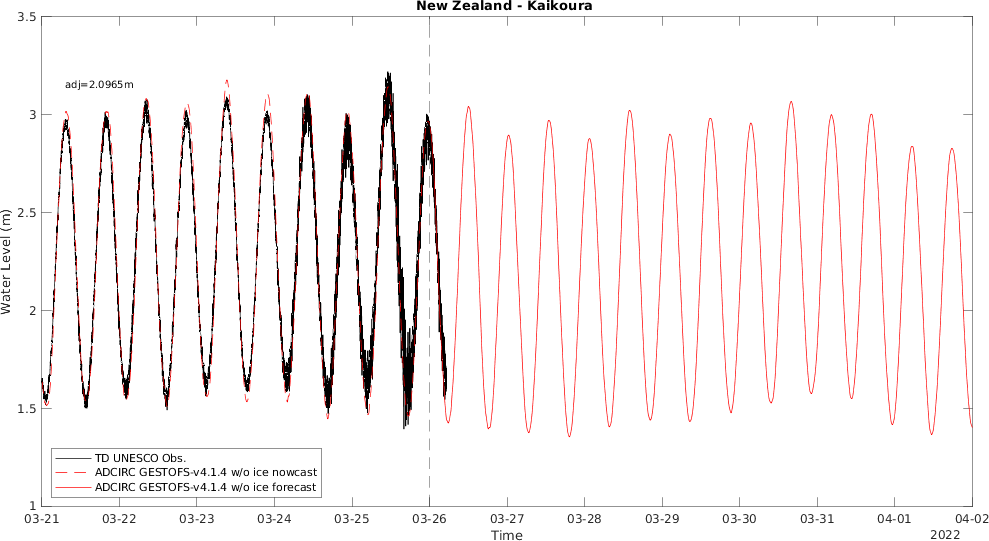 New Zealand - Kaikoura
3.5
3
2.5
2
1.5
1
Water Level (m)
adj=2.0965m
TD UNESCO Obs.
ADCIRC GESTOFS-v4.1.4 w/o ice nowcast
ADCIRC GESTOFS-v4.1.4 w/o ice forecast
03-21 03-22 03-23 03-24 03-25 03-26 03-27 03-28 03-29 03-30 03-31 04-01 04-02
Time
2022